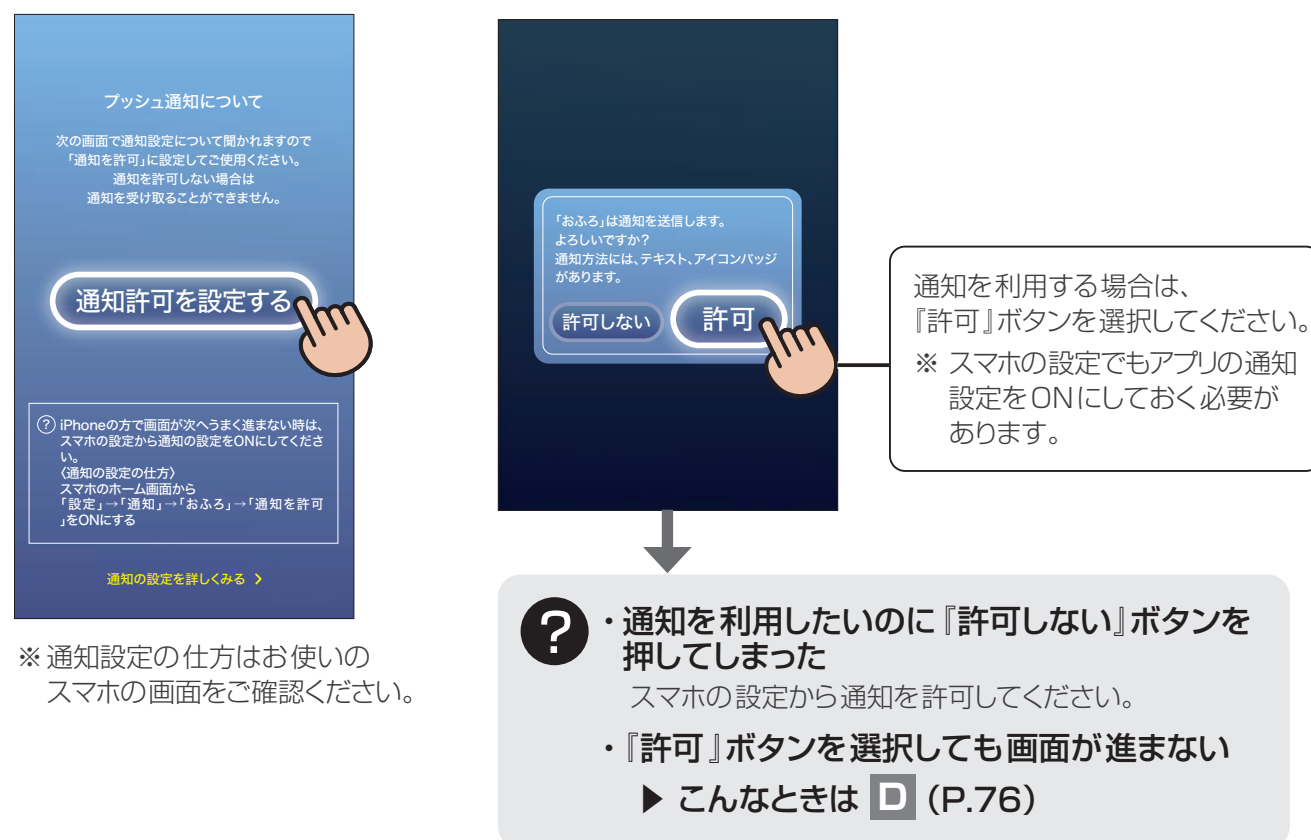 プッシュ通知について
次の画面で通知設定について聞かれますので
「通知を許可」に設定してご使用ください。
通知を許可しない場合は
通知を受け取ることができません。
通知許可を設定する
? iPhoneの方で画面が次へうまく進まない時は、
スマホの設定から通知の設定をONにしてくださ
い。
〈通知の設定の仕方〉
スマホのホーム画面から
「設定」→「通知」→「おふろ」→「通知を許可
」をONにする
通知の設定を詳しくみる >
※ 通知設定の仕方はお使いの
スマホの画面をご確認ください。
「おふろ」は通知を送信します。
よろしいですか?
通知方法には、テキスト、アイコンバッジ
があります。
許可しない
許可
通知を利用する場合は、
『許可』ボタンを選択してください。
※ スマホの設定でもアプリの通知
設定をONにしておく必要が
あります。
?
・通知を利用したいのに『許可しない』ボタンを
押してしまった
スマホの設定から通知を許可してください。
・『許可』ボタンを選択しても画面が進まない
▶ こんなときは D (P.76)